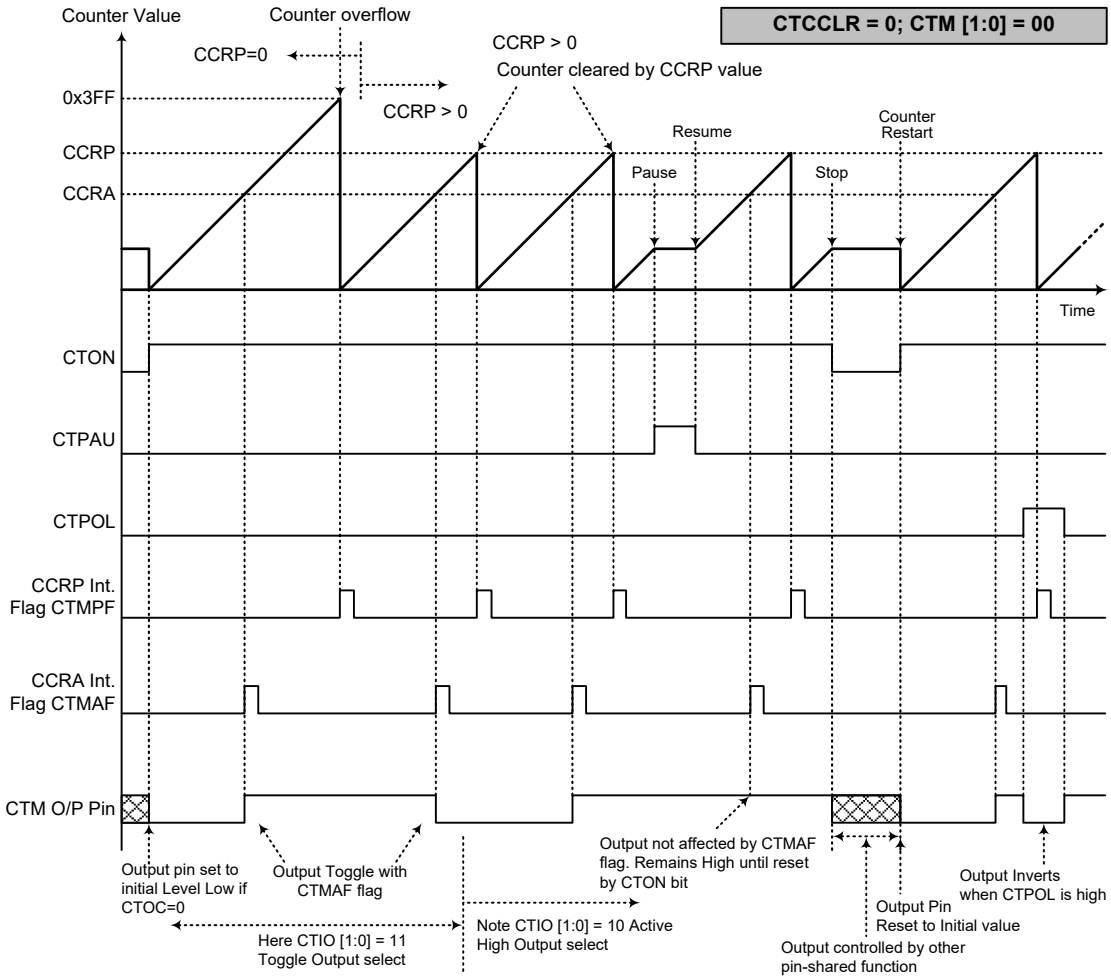 Counter Value
Counter overflow
CTCCLR = 0; CTM [1:0] = 00
CCRP=0
CCRP > 0
CCRP > 0
Counter cleared by CCRP value
0x3FF
CCRP
CCRA
Pause
Resume
Stop
Counter
Restart
Time
CTON
CTPAU
CTPOL
CCRP Int.
Flag CTMPF
CCRA Int.
Flag CTMAF
CTM O/P Pin
Output pin set to
initial Level Low if
CTOC=0
Output Toggle with
CTMAF flag
Output not affected by CTMAF
flag. Remains High until reset
by CTON bit
Output Inverts
when CTPOL is high
Output Pin
Reset to Initial value
Here CTIO [1:0] = 11
Toggle Output select
Note CTIO [1:0] = 10 Active
High Output select
Output controlled by other
pin-shared function